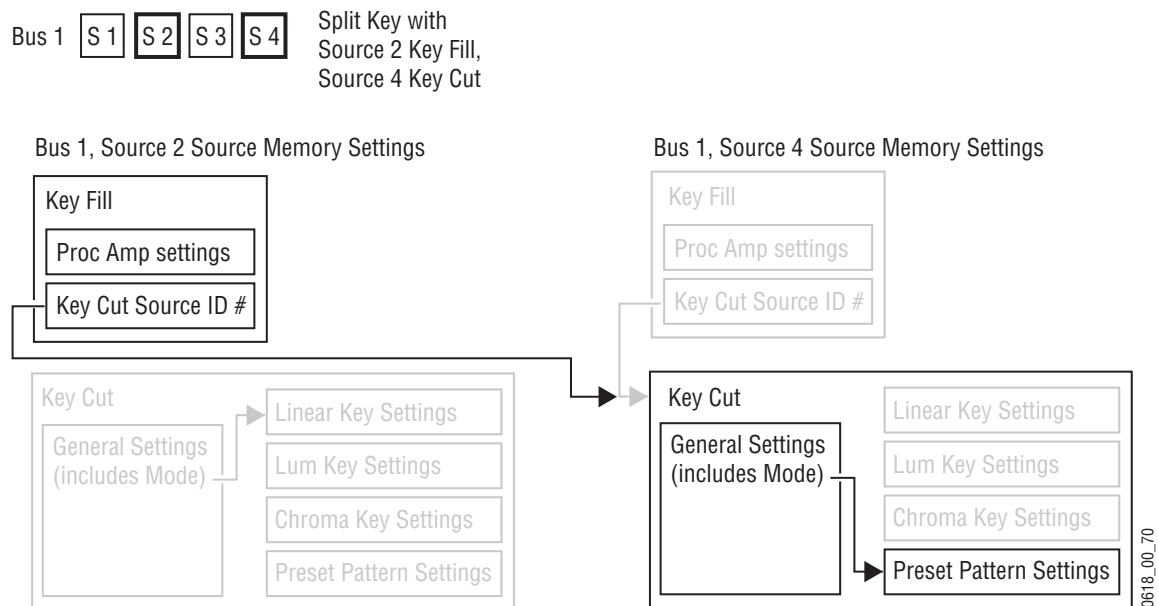 Bus 1 S 1 S 2 S 3 S 4
Split Key with
Source 2 Key Fill,
Source 4 Key Cut
Bus 1, Source 2 Source Memory Settings
Key Fill
Proc Amp settings
Key Cut Source ID #
Key Cut
General Settings
(includes Mode)
Linear Key Settings
Lum Key Settings
Chroma Key Settings
Preset Pattern Settings
Bus 1, Source 4 Source Memory Settings
Key Fill
Proc Amp settings
Key Cut Source ID #
Key Cut
General Settings
(includes Mode)
Linear Key Settings
Lum Key Settings
Chroma Key Settings
Preset Pattern Settings
0618_00_70